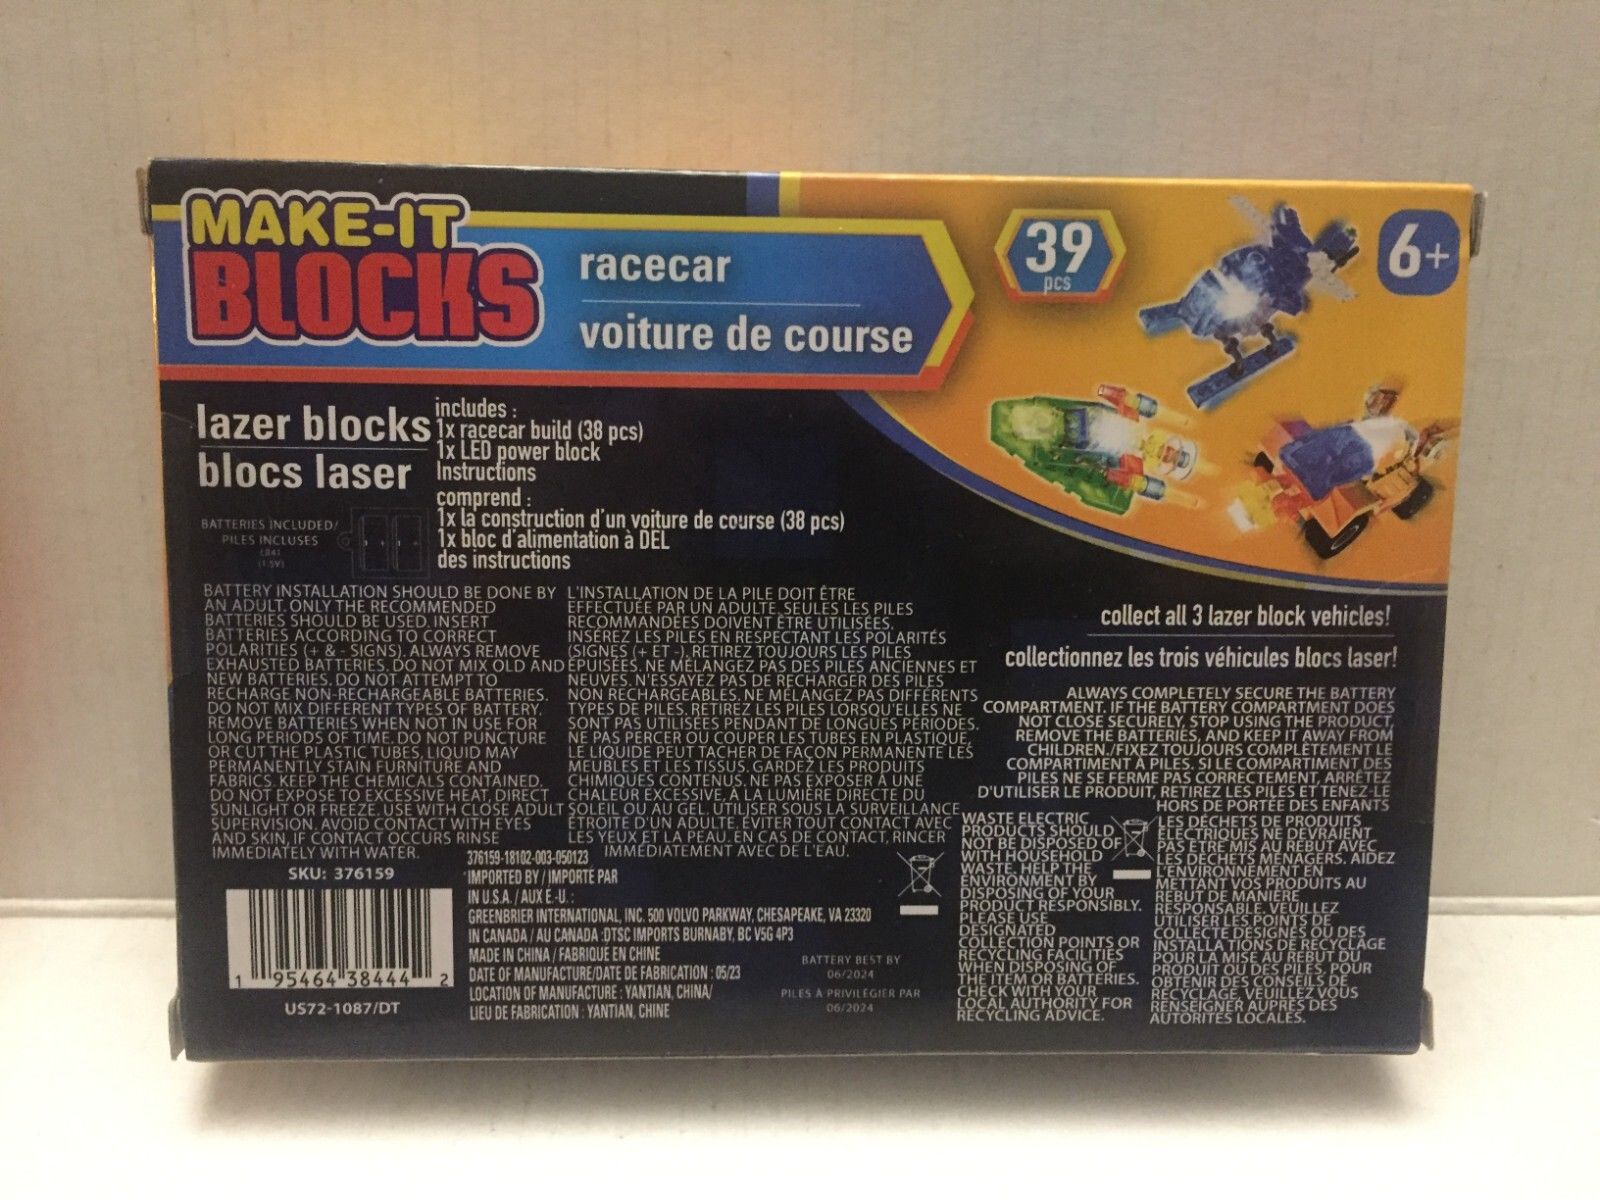 MAKE-IT
BLOCKS
racecar
voiture de course
39
pcs
6+
lazer blocks
blocs laser
includes :
1x racecar build (38 pcs)
1x LED power block
Instructions
comprend :
1x la construction d'un voiture de course (38 pcs)
1x bloc d'alimentation à DEL
des instructions
BATTERIES INCLUDED/
PILES INCLUSES
LR41
(1.5V)
BATTERY INSTALLATION SHOULD BE DONE BY
AN ADULT. ONLY THE RECOMMENDED
BATTERIES SHOULD BE USED. INSERT
BATTERIES ACCORDING TO CORRECT
POLARITIES (+ & - SIGNS). ALWAYS REMOVE
EXHAUSTED BATTERIES. DO NOT MIX OLD AND
NEW BATTERIES. DO NOT ATTEMPT TO
RECHARGE NON-RECHARGEABLE BATTERIES.
DO NOT MIX DIFFERENT TYPES OF BATTERY.
REMOVE BATTERIES WHEN NOT IN USE FOR
LONG PERIODS OF TIME. DO NOT PUNCTURE
OR CUT THE PLASTIC TUBES. LIQUID MAY
PERMANENTLY STAIN FURNITURE AND
FABRICS. KEEP THE CHEMICALS CONTAINED.
DO NOT EXPOSE TO EXCESSIVE HEAT, DIRECT
SUNLIGHT OR FREEZE. USE WITH CLOSE ADULT
SUPERVISION. AVOID CONTACT WITH EYES
AND SKIN, IF CONTACT OCCURS RINSE
IMMEDIATELY WITH WATER.
L'INSTALLATION DE LA PILE DOIT ÊTRE
EFFECTUÉE PAR UN ADULTE. SEULES LES PILES
RECOMMANDÉES DOIVENT ÊTRE UTILISÉES.
INSÉREZ LES PILES EN RESPECTANT LES POLARITÉS
(SIGNES (+ ET -). RETIREZ TOUJOURS LES PILES
ÉPUISÉES. NE MÉLANGEZ PAS DES PILES ANCIENNES ET
NEUVES. N'ESSAYEZ PAS DE RECHARGER DES PILES
NON RECHARGEABLES. NE MÉLANGEZ PAS DIFFERENTS
TYPES DE PILES. RETIREZ LES PILES LORSQU'ELLES NE
SONT PAS UTILISÉES PENDANT DE LONGUES PÉRIODES.
NE PAS PERCER OU COUPER LES TUBES EN PLASTIQUE,
LE LIQUIDE PEUT TACHER DE FAÇON PERMANENTE LES
MEUBLES ET LES TISSUS. GARDEZ LES PRODUITS
CHIMIQUES CONTENUS. NE PAS EXPOSER À UNE
CHALEUR EXCESSIVE, À LA LUMIÈRE DIRECTE DU
SOLEIL OU AU GEL. UTILISER SOUS LA SURVEILLANCE
ÉTROITE D'UN ADULTE. ÉVITER TOUT CONTACT AVEC
LES YEUX ET LA PEAU. EN CAS DE CONTACT, RINCER
IMMÉDIATEMENT AVEC DE L'EAU.
collect all 3 lazer block vehicles!
collectionnez les trois véhicules blocs laser!
ALWAYS COMPLETELY SECURE THE BATTERY
COMPARTMENT. IF THE BATTERY COMPARTMENT DOES
NOT CLOSE SECURELY, STOP USING THE PRODUCT,
REMOVE THE BATTERIES, AND KEEP IT AWAY FROM
CHILDREN./FIXEZ TOUJOURS COMPLÈTEMENT LE
COMPARTIMENT À PILES. SI LE COMPARTIMENT DES
PILES NE SE FERME PAS CORRECTEMENT, ARRÊTEZ
D'UTILISER LE PRODUIT, RETIREZ LES PILES ET TENEZ-LE
HORS DE PORTÉE DES ENFANTS
WASTE ELECTRIC
PRODUCTS SHOULD
NOT BE DISPOSED OF
WITH HOUSEHOLD
WASTE. HELP THE
ENVIRONMENT BY
DISPOSING OF YOUR
PRODUCT RESPONSIBLY.
PLEASE USE
DESIGNATED
COLLECTION POINTS OR
RECYCLING FACILITIES
WHEN DISPOSING OF
THE ITEM OR BATTERIES.
CHECK WITH YOUR
LOCAL AUTHORITY FOR
RECYCLING ADVICE.
LES DÉCHETS DE PRODUITS
ÉLECTRIQUES NE DEVRAIENT
PAS ETRE MIS AU REBUT AVEC
LES DÉCHETS MENAGERS. AIDEZ
L'ENVIRONNEMENT EN
METTANT VOS PRODUITS AU
REBUT DE MANIÈRE
RESPONSABLE. VEUILLEZ
UTILISER LES POINTS DE
COLLECTE DESIGNES OU DES
INSTALLA TIONS DE RECYCLAGE
POUR LA MISE AU REBUT DU
PRODUIT OU DES PILES. POUR
OBTENIR DES CONSEILS DE
RECYCLAGE, VEUILLEZ VOUS
RENSEIGNER AUPRES DES
AUTORITES LOCALES.
SKU: 376159
1 95464 38444 2
US72-1087/DT
376159-18102-003-050123
IMPORTED BY / IMPORTE PAR
IN U.S.A. / AUX E.-U. :
GREENBRIER INTERNATIONAL, INC. 500 VOLVO PARKWAY, CHESAPEAKE, VA 23320
IN CANADA / AU CANADA :DTSC IMPORTS BURNABY, BC V5G 4P3
MADE IN CHINA / FABRIQUE EN CHINE
DATE OF MANUFACTURE/DATE DE FABRICATION : 05/23
LOCATION OF MANUFACTURE : YANTIAN, CHINA/
LIEU DE FABRICATION : YANTIAN, CHINE
BATTERY BEST BY
06/2024
PILES À PRIVILÉGIER PAR
06/2024